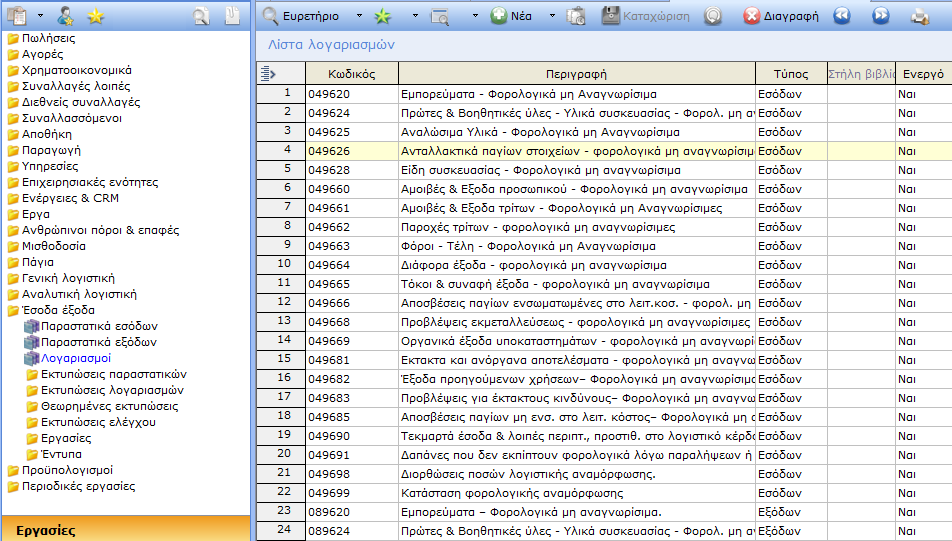 Ευρετήριο Νέα Καταχώριση Διαγραφή
Πωλήσεις
Αγορές
Χρηματοοικονομικά
Συναλλαγές λοιπές
Διεθνείς συναλλαγές
Συναλλασσόμενοι
Αποθήκη
Παραγωγή
Υπηρεσίες
Επιχειρησιακές ενότητες
Ενέργειες & CRM
Εργα
Ανθρώπινοι πόροι & επαφές
Μισθοδοσία
Πάγια
Γενική λογιστική
Αναλυτική λογιστική
Έσοδα έξοδα
Παραστατικά εσόδων
Παραστατικά εξόδων
Λογαριασμοί
Εκτυπώσεις παραστατικών
Εκτυπώσεις λογαριασμών
Θεωρημένες εκτυπώσεις
Εκτυπώσεις ελέγχου
Εργασίες
Έντυπα
Προϋπολογισμοί
Περιοδικές εργασίες
Εργασίες
Λίστα λογαριασμών
Κωδικός Περιγραφή Τύπος Στήλη βιβλίο Ενεργό
1 049620 Εμπορεύματα - Φορολογικά μη Αναγνωρίσιμα Εσόδων Ναι
2 049624 Πρώτες & Βοηθητικές ύλες - Υλικά συσκευασίας - Φορολ. μη αν Εσόδων Ναι
3 049625 Αναλώσιμα Υλικά - Φορολογικά μη Αναγνωρίσιμα Εσόδων Ναι
4 049626 Ανταλλακτικά παγίων στοιχείων - φορολογικά μη αναγνωρίσιμ Εσόδων Ναι
5 049628 Είδη συσκευασίας - Φορολογικά μη αναγνωρίσιμα Εσόδων Ναι
6 049660 Αμοιβές & Εξοδα προσωπικού - Φορολογικά μη αναγνωρίσιμα Εσόδων Ναι
7 049661 Αμοιβές & Εξοδα τρίτων - Φορολογικά μη Αναγνωρίσιμες Εσόδων Ναι
8 049662 Παροχές τρίτων - φορολογικά μη αναγνωρίσιμες Εσόδων Ναι
9 049663 Φόροι - Τέλη - Φορολογικά μη Αναγνωρίσιμα Εσόδων Ναι
10 049664 Διάφορα έξοδα - φορολογικά μη αναγνωρίσιμα Εσόδων Ναι
11 049665 Τόκοι & συναφή έξοδα - φορολογικά μη αναγνωρίσιμα Εσόδων Ναι
12 049666 Αποσβέσεις παγίων ενσωματωμένες στο λειτ.κοσ. - φορολ. μη Εσόδων Ναι
13 049668 Προβλέψεις εκμεταλλεύσεως - φορολογικά μη αναγνωρίσιμες Εσόδων Ναι
14 049669 Οργανικά έξοδα υποκαταστημάτων - φορολογικά μη αναγνωρί Εσόδων Ναι
15 049681 Εκτακτα και ανόργανα αποτελέσματα - φορολογικά μη αναγνω Εσόδων Ναι
16 049682 Έξοδα προηγούμενων χρήσεων– Φορολογικά μη αναγνωρίσιμα Εσόδων Ναι
17 049683 Προβλέψεις για έκτακτους κινδύνους– Φορολογικά μη αναγνωρ Εσόδων Ναι
18 049685 Αποσβέσεις παγίων μη ενσ. στο λειτ. κόστος– Φορολογικά μη α Εσόδων Ναι
19 049690 Τεκμαρτά έσοδα & λοιπές περιπτ., προστιθ. στο λογιστικό κέρδο Εσόδων Ναι
20 049691 Δαπάνες που δεν εκπίπτουν φορολογικά λόγω παραλήψεων ή Εσόδων Ναι
21 049698 Διορθώσεις ποσών λογιστικής αναμόρφωσης. Εσόδων Ναι
22 049699 Κατάσταση φορολογικής αναμόρφωσης Εσόδων Ναι
23 089620 Εμπορεύματα – Φορολογικά μη αναγνωρίσιμα. Εξόδων Ναι
24 089624 Πρώτες & Βοηθητικές ύλες - Υλικά συσκευασίας - Φορολ. μη αν Εξόδων Ναι